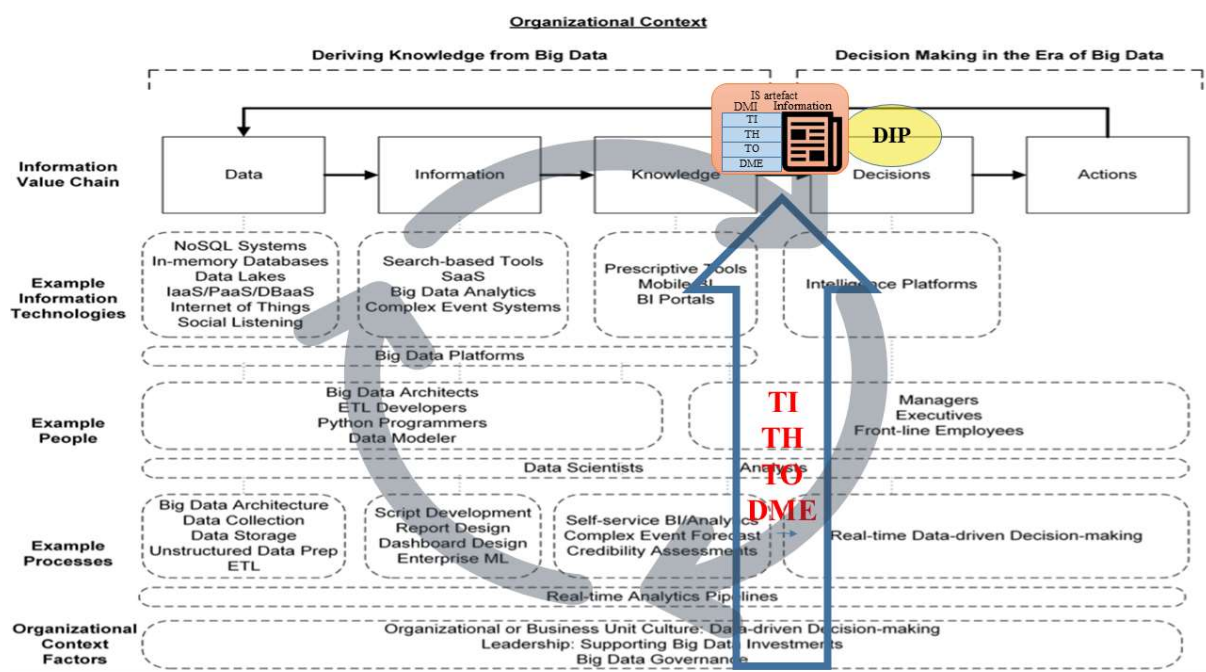 Organizational Context
Deriving Knowledge from Big Data
Decision Making in the Era of Big Data
IS artefact
DMI Information
TI
TH
TO
DME
DIP
Information
Value Chain
Data
Information
Knowledge
Decisions
Actions
Example
Information
Technologies
NoSQL Systems
In-memory Databases
Data Lakes
IaaS/PaaS/DBaaS
Internet of Things
Social Listening
Search-based Tools
SaaS
Big Data Analytics
Complex Event Systems
Prescriptive Tools
Mobile BI
BI Portals
Intelligence Platforms
Big Data Platforms
Example
People
Big Data Architects
ETL Developers
Python Programmers
Data Modeler
Managers
Executives
Front-line Employees
TI
TH
TO
DME
Data Scientists
Analysts
Example
Processes
Big Data Architecture
Data Collection
Data Storage
Unstructured Data Prep
ETL
Script Development
Report Design
Dashboard Design
Enterprise ML
Self-service BI/Analytics
Complex Event Forecast
Credibility Assessments
Real-time Data-driven Decision-making
Real-time Analytics Pipelines
Organizational
Context
Factors
Organizational or Business Unit Culture: Data-driven Decision-making
Leadership: Supporting Big Data Investments
Big Data Governance